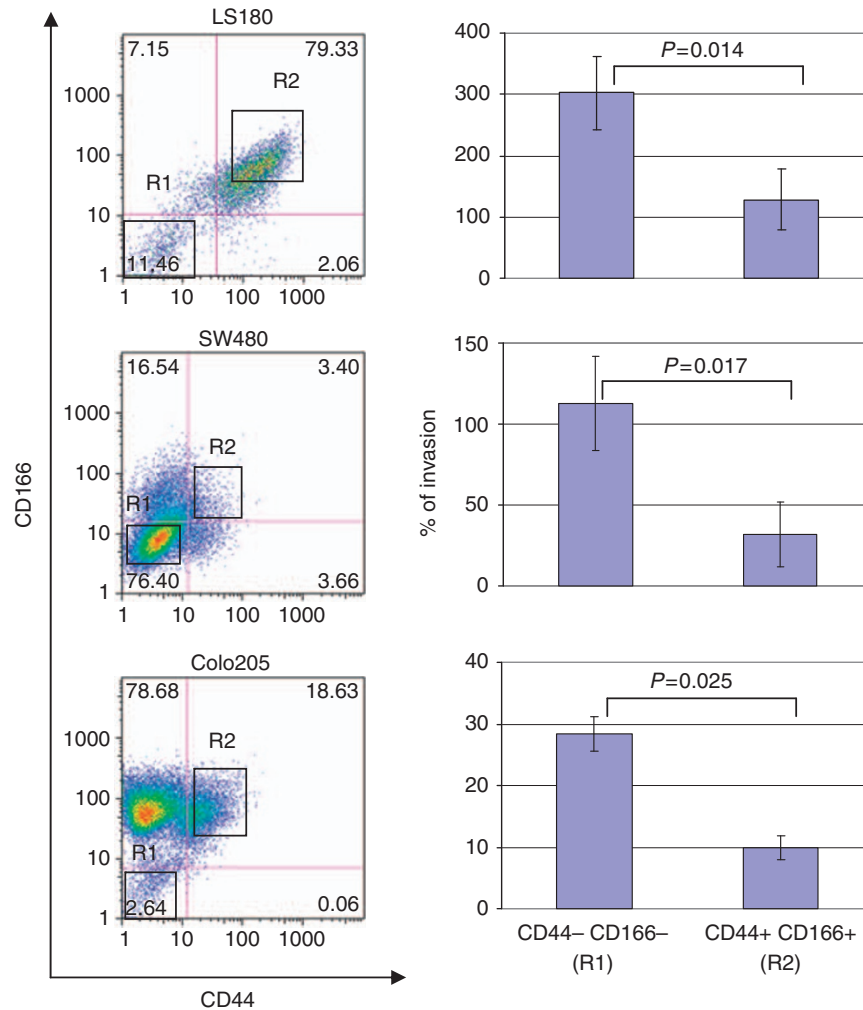 LS180
7.15 79.33
R2
R1
11.46 2.06
1000
100
10
1
1 10 100 1000
400
300
200
100
0
P=0.014
SW480
16.54 3.40
R2
R1
76.40 3.66
1000
100
10
1
1 10 100 1000
150
100
50
0
P=0.017
Colo205
78.68 18.63
R2
R1
2.64 0.06
1000
100
10
1
1 10 100 1000
40
30
20
10
0
P=0.025
CD166
CD44
% of invasion
CD44– CD166– CD44+ CD166+
(R1) (R2)